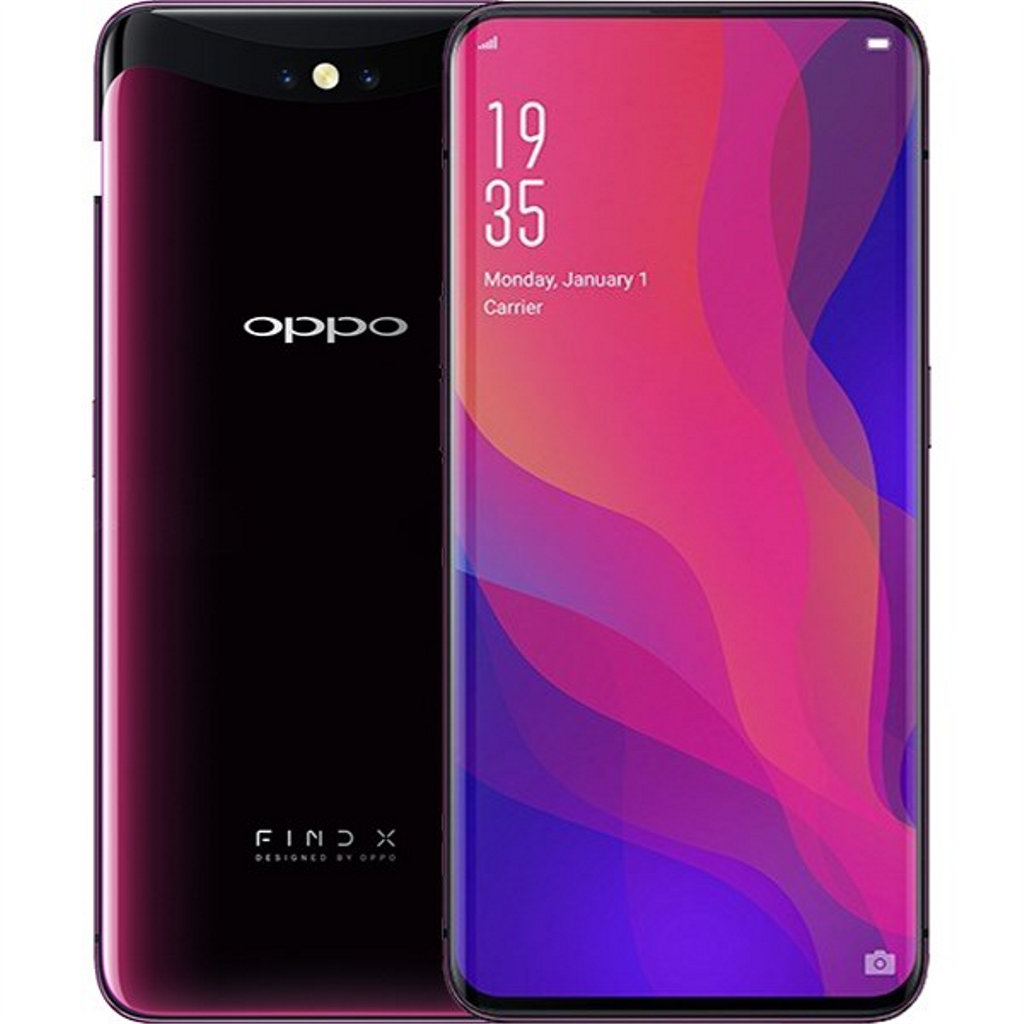 oppo
FIND X
DESIGNED BY OPPO
19
35
Monday, January 1
Carrier